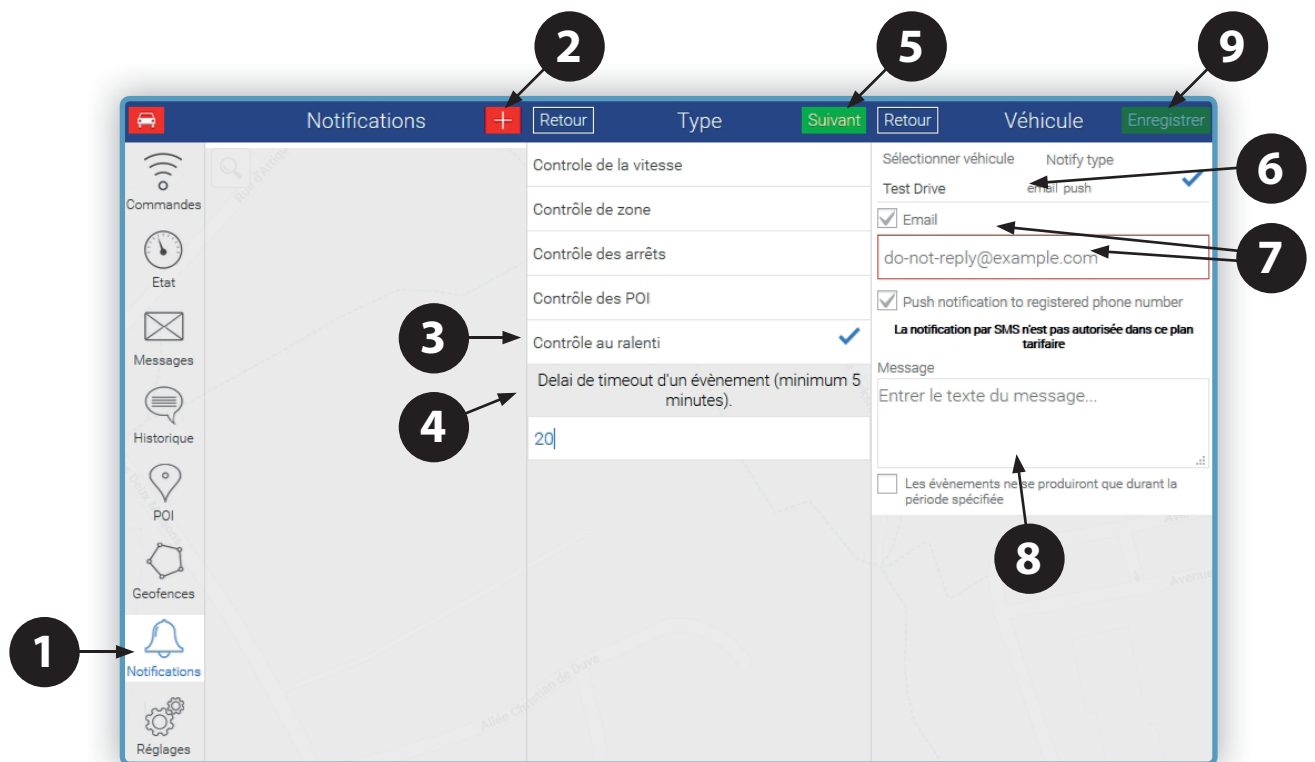 2
5
9
Notifications
+
Retour
Type
Suivant
Retour
Véhicule
Enregistrer
Commandes
Etat
Messages
Historique
POI
Geofences
1
Notifications
Réglages
Controle de la vitesse
Contrôle de zone
Contrôle des arrêts
Contrôle des POI
3
Contrôle au ralenti
4
Delai de timeout d'un évènement (minimum 5
minutes).
20
Sélectionner véhicule
Notify type
6
Test Drive
email push
Email
7
do-not-reply@example.com
Push notification to registered phone number
La notification par SMS n'est pas autorisée dans ce plan
tarifaire
Message
Entrer le texte du message...
Les évènements ne se produiront que durant la
période spécifiée
8
Allée Christian de Duve